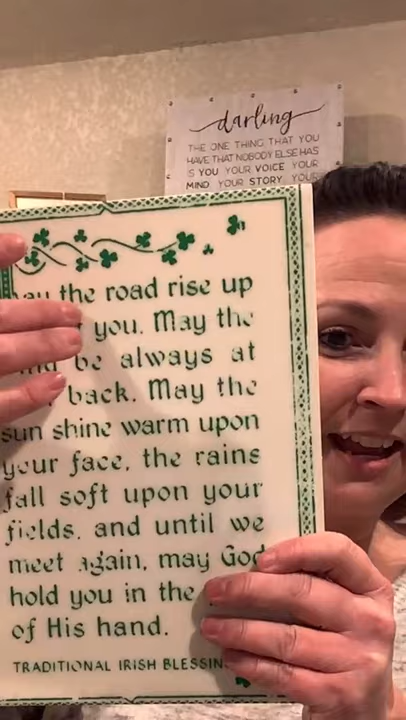 darling
THE ONE THING THAT YOU
HAVE THAT NOBODY ELSE HAS
IS YOU YOUR VOICE YOUR
MIND YOUR STORY YOUR
the road rise up
you. May the
be always at
back. May the
sun shine warm upon
your face, the rains
fall soft upon your
fields, and until we
meet again, may God
hold you in the
of His hand.
TRADITIONAL IRISH BLESSING